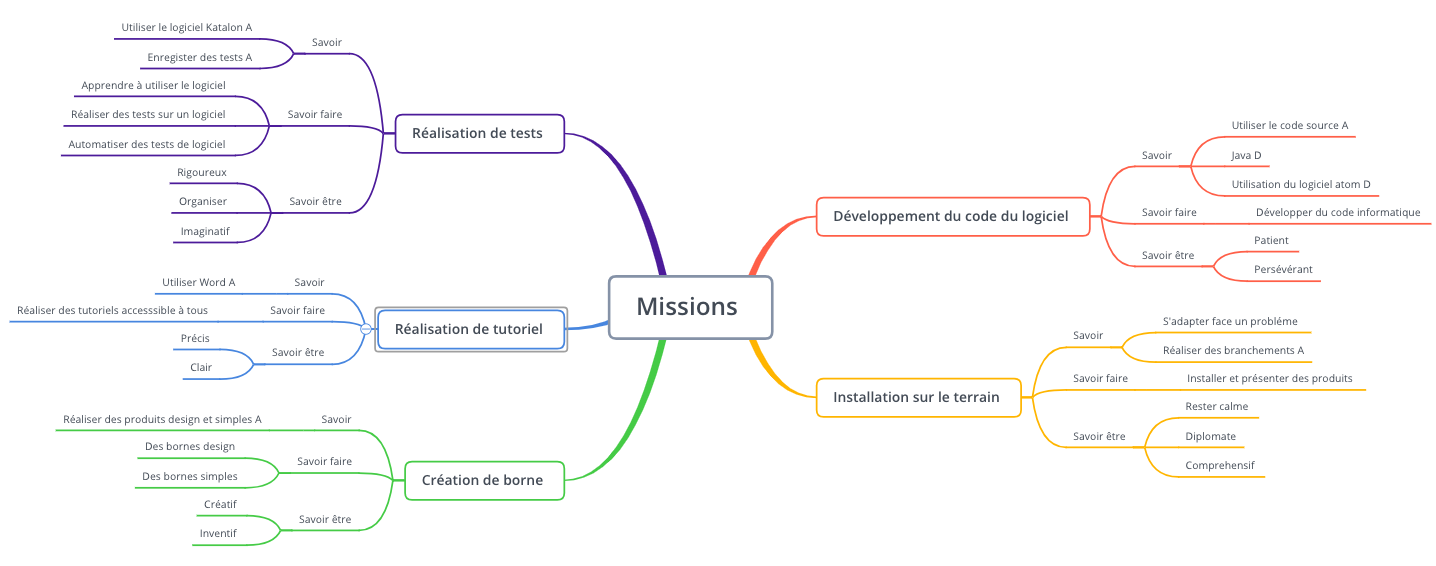 Missions
Réalisation de tests
Savoir
Utiliser le logiciel Katalon A
Enregister des tests A
Savoir faire
Apprendre à utiliser le logiciel
Réaliser des tests sur un logiciel
Automatiser des tests de logiciel
Savoir être
Rigoureux
Organiser
Imaginatif
Réalisation de tutoriel
Savoir
Utiliser Word A
Savoir faire
Réaliser des tutoriels accesssible à tous
Savoir être
Précis
Clair
Création de borne
Savoir
Réaliser des produits design et simples A
Savoir faire
Des bornes design
Des bornes simples
Savoir être
Créatif
Inventif
Développement du code du logiciel
Savoir
Utiliser le code source A
Java D
Utilisation du logiciel atom D
Savoir faire
Développer du code informatique
Savoir être
Patient
Persévérant
Installation sur le terrain
Savoir
S'adapter face un probléme
Réaliser des branchements A
Savoir faire
Installer et présenter des produits
Savoir être
Rester calme
Diplomate
Comprehensif